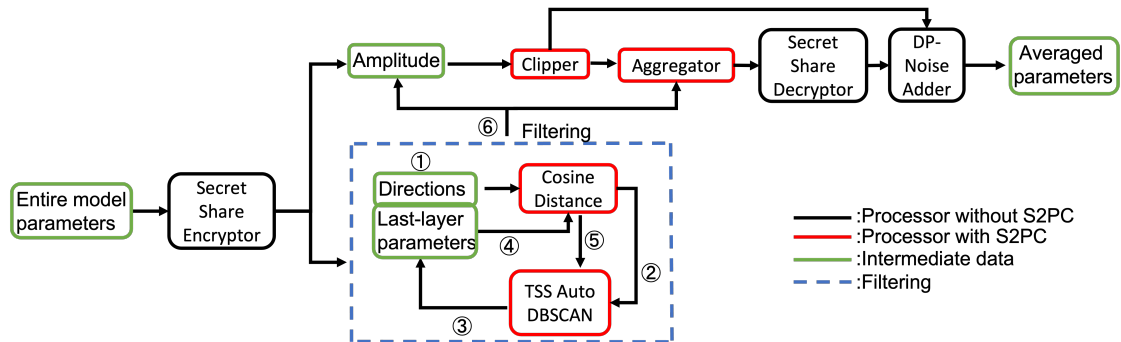 Amplitude
Clipper
Aggregator
Secret
Share
Decryptor
DP-
Noise
Adder
Averaged
parameters
⑥
Filtering
①
Directions
Cosine
Distance
Entire model
parameters
Secret
Share
Encryptor
Last-layer
parameters
④
⑤
②
TSS Auto
DBSCAN
③
:Processor without S2PC
:Processor with S2PC
:Intermediate data
:Filtering